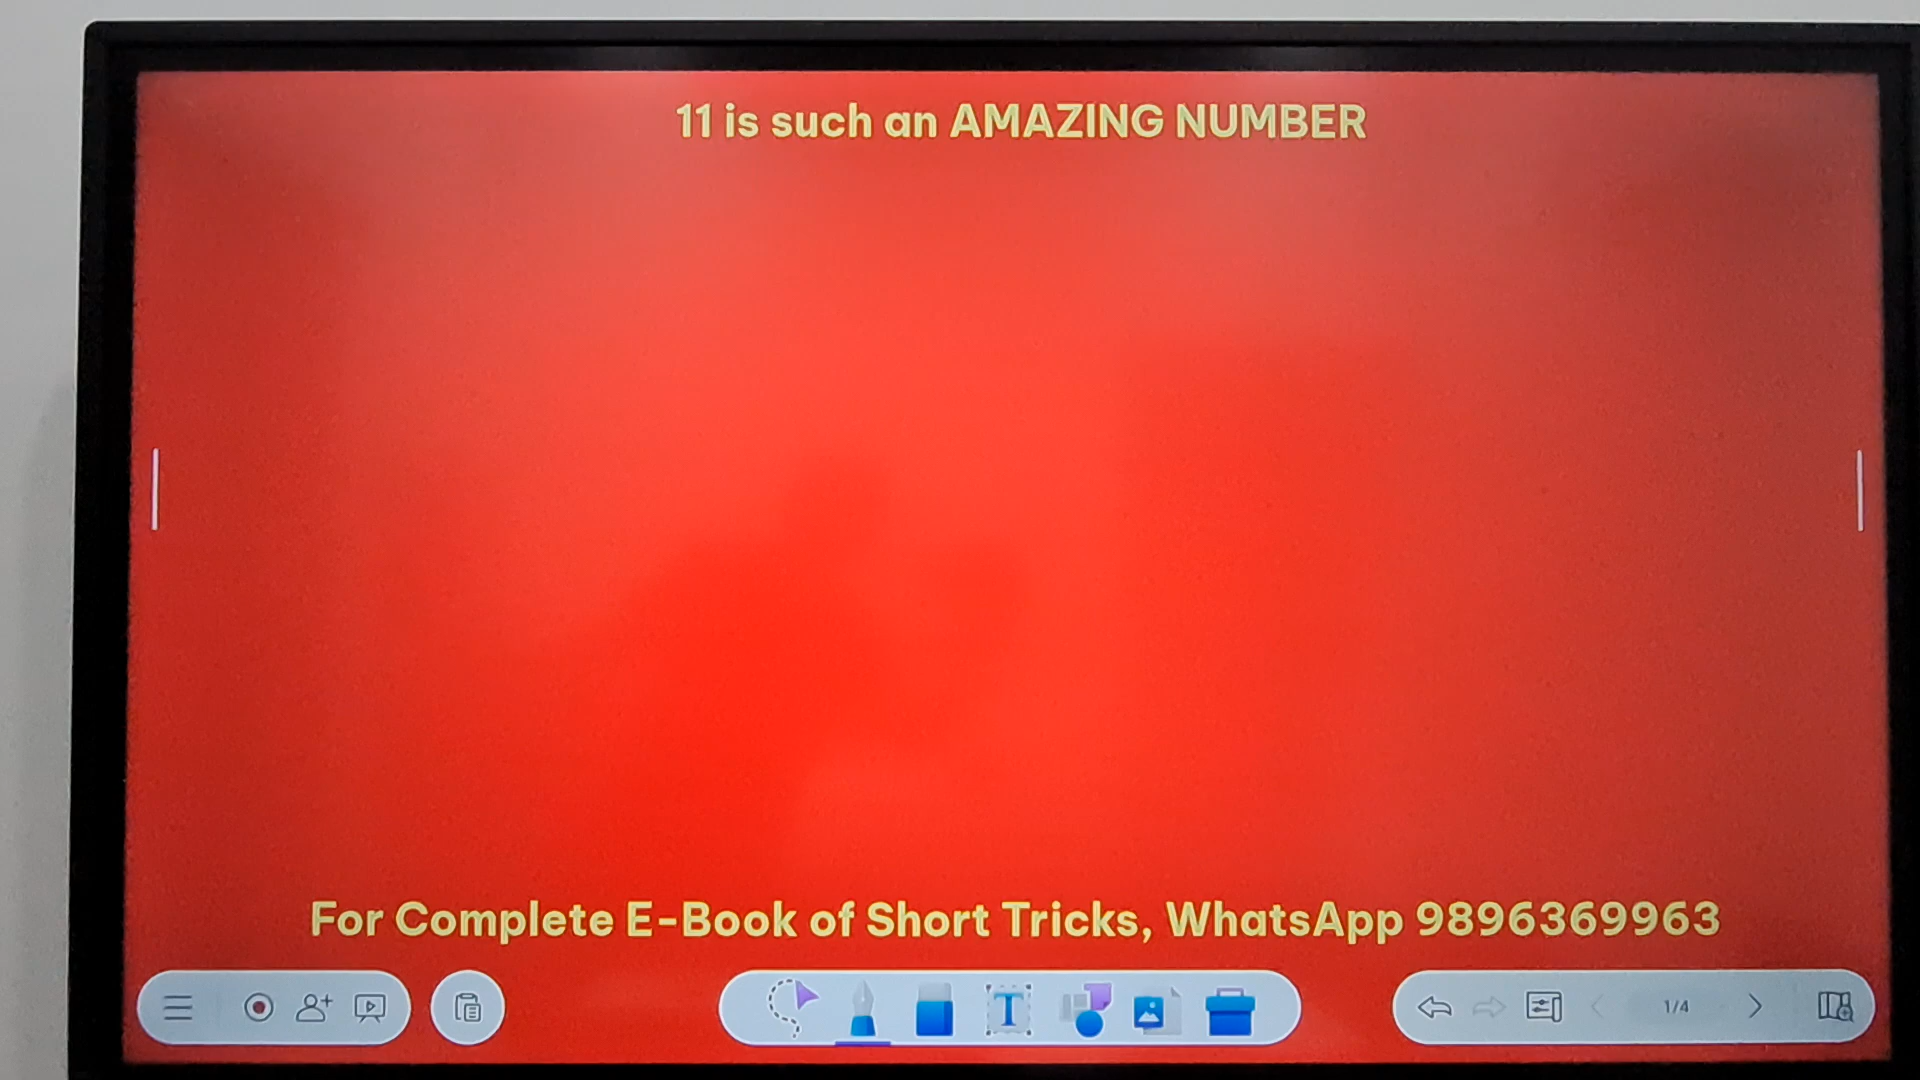 11 is such an AMAZING NUMBER
For Complete E-Book of Short Tricks, WhatsApp 9896369963
T
1/4